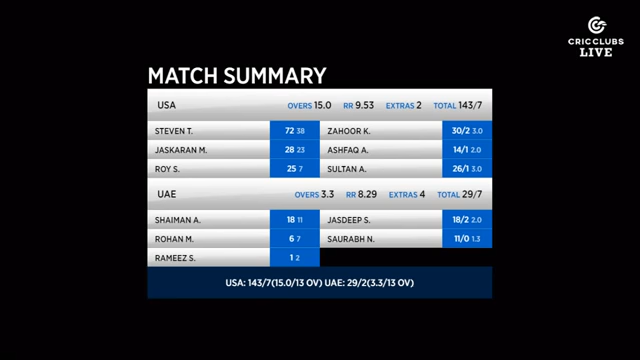 CRICCLUBS
LIVE
MATCH SUMMARY
USA OVERS 15.0 RR 9.53 EXTRAS 2 TOTAL 143/7
STEVEN T. 72 38 ZAHOOR K. 30/2 3.0
JASKARAN M. 28 23 ASHFAQ A. 14/1 2.0
ROY S. 25 7 SULTAN A. 26/1 3.0
UAE OVERS 3.3 RR 8.29 EXTRAS 4 TOTAL 29/7
SHAIMAN A. 18 11 JASDEEP S. 18/2 2.0
ROHAN M. 6 7 SAURABH N. 11/0 1.3
RAMEEZ S. 1 2
USA: 143/7(15.0/13 OV) UAE: 29/2(3.3/13 OV)